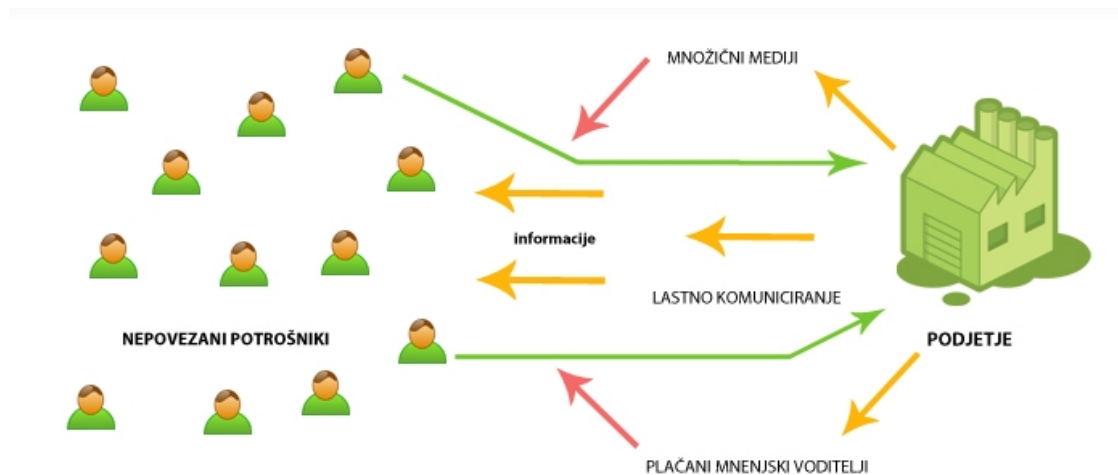 MNOŽIČNI MEDIJI
informacije
LASTNO KOMUNICIRANJE
NEPOVEZANI POTROŠNIKI
PODJETJE
PLAČANI MNENJSKI VODITELJI